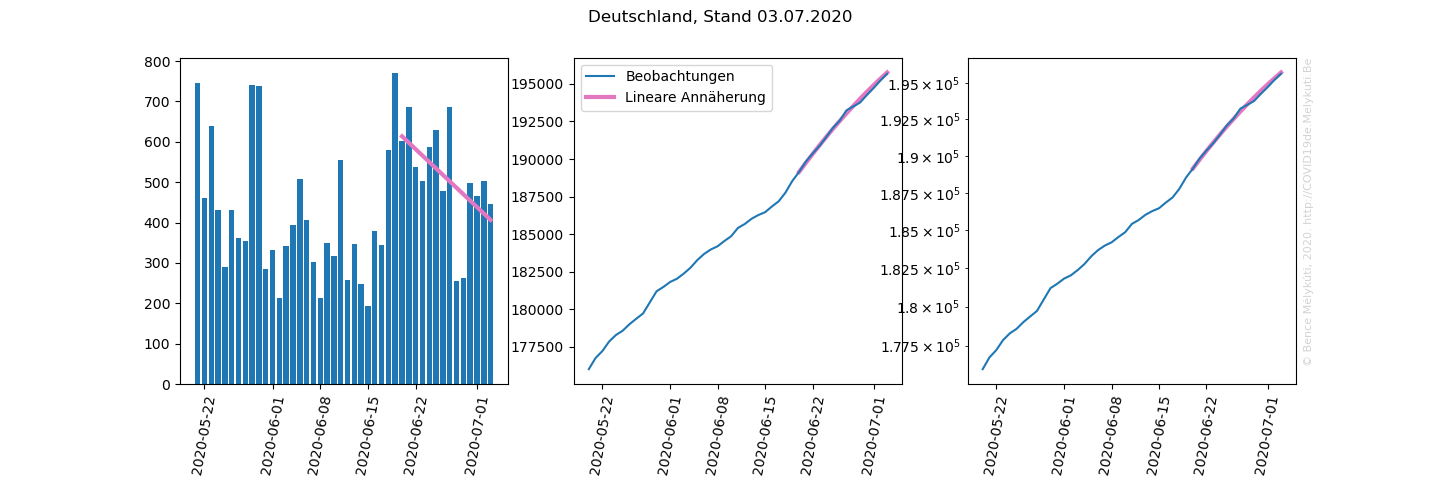 Deutschland, Stand 03.07.2020
800
700
600
500
400
300
200
100
0
2020-05-22
2020-06-01
2020-06-08
2020-06-15
2020-06-22
2020-07-01
195000
192500
190000
187500
185000
182500
180000
177500
Beobachtungen
Lineare Annäherung
2020-05-22
2020-06-01
2020-06-08
2020-06-15
2020-06-22
2020-07-01
1.95 × 10⁵
1.925 × 10⁵
1.9 × 10⁵
1.875 × 10⁵
1.85 × 10⁵
1.825 × 10⁵
1.8 × 10⁵
1.775 × 10⁵
2020-05-22
2020-06-01
2020-06-08
2020-06-15
2020-06-22
2020-07-01
© Bence Mélykúti, 2020. http://COVID19de.Melykuti.Be